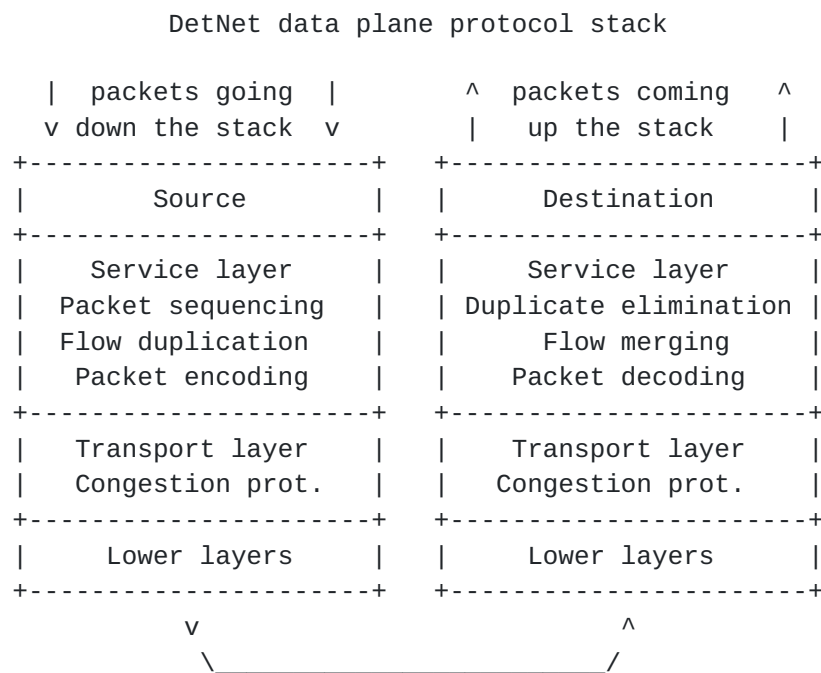 DetNet data plane protocol stack
|  packets going  |        ^  packets coming   ^
v down the stack  v        |   up the stack    |
+----------------------+   +-----------------------+
|        Source        |   |      Destination      |
+----------------------+   +-----------------------+
|    Service layer     |   |     Service layer     |
|  Packet sequencing   |   | Duplicate elimination |
|  Flow duplication    |   |      Flow merging     |
|   Packet encoding    |   |    Packet decoding    |
+----------------------+   +-----------------------+
|   Transport layer    |   |    Transport layer    |
|   Congestion prot.   |   |   Congestion prot.    |
+----------------------+   +-----------------------+
|     Lower layers     |   |     Lower layers      |
+----------------------+   +-----------------------+
v                           ^
\_________________________/